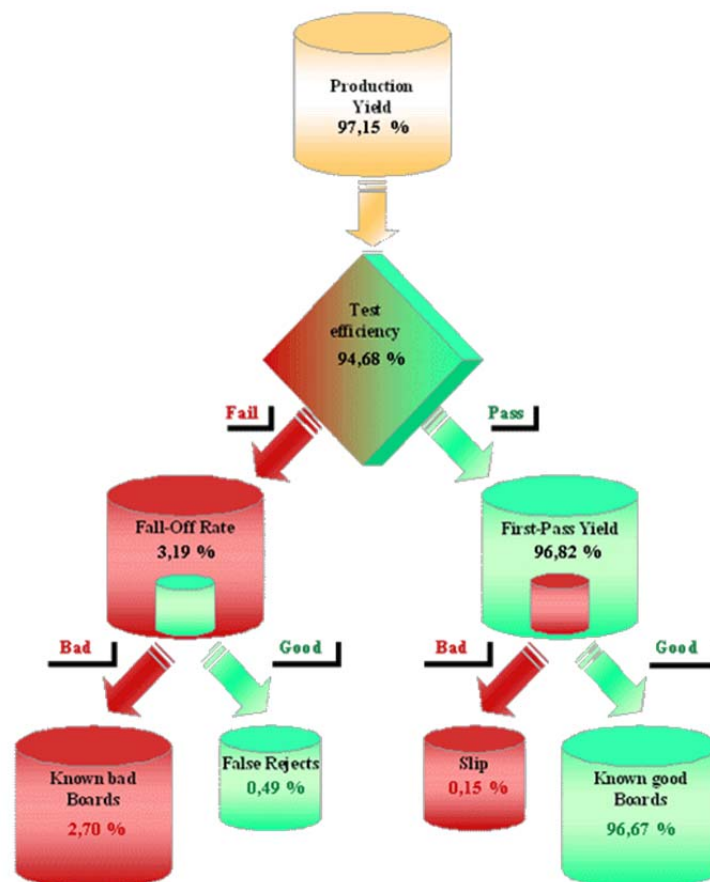 Production
Yield
97,15 %
Test
efficiency
94,68 %
Fail
Pass
Fall-Off Rate
3,19 %
First-Pass Yield
96,82 %
Bad
Good
Bad
Good
Known bad
Boards
2,70 %
False Rejects
0,49 %
Slip
0,15 %
Known good
Boards
96,67 %